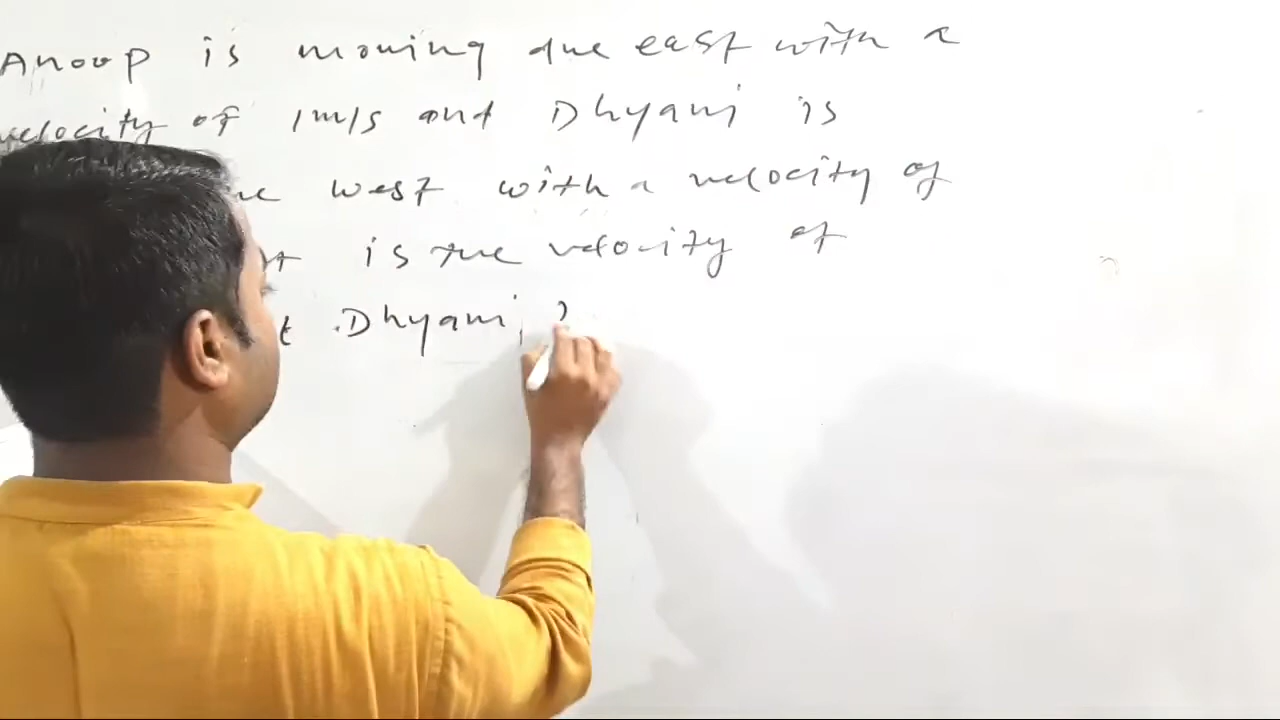 Anoop is moving due east with a
velocity of 1m/s and Dhyani is
west with a velocity of
is the velocity of
Dhyani ?